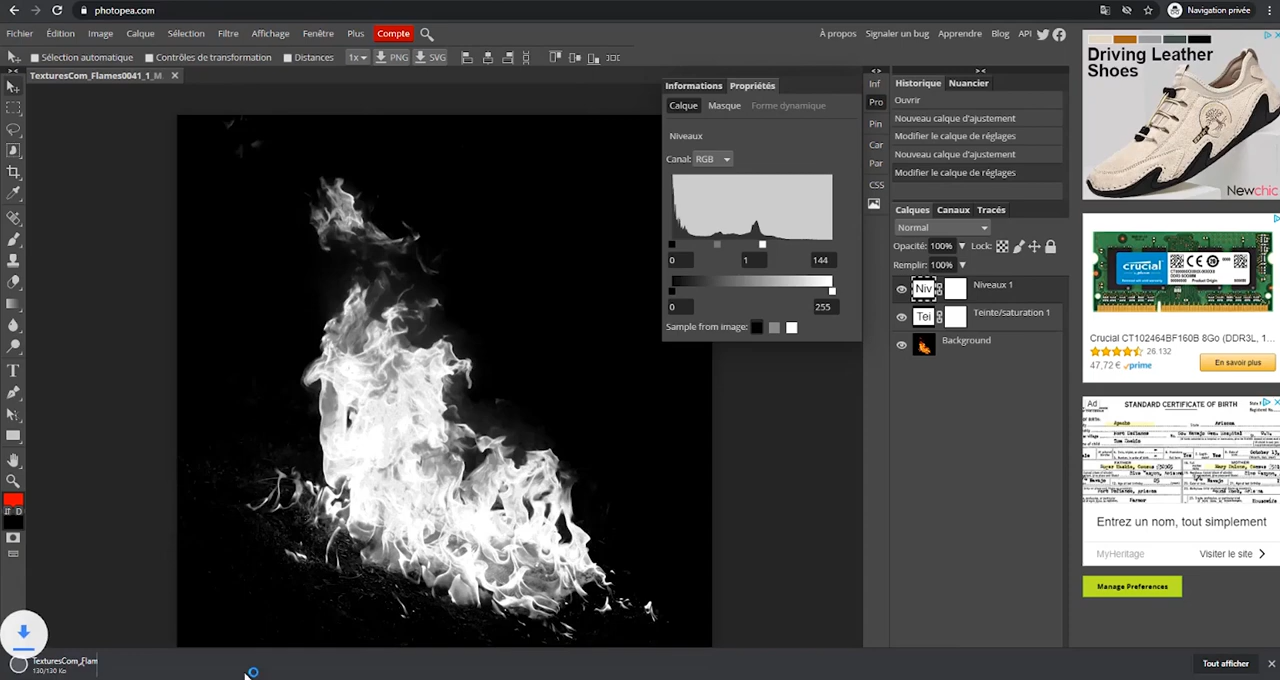 photopea.com
Navigation privée
Fichier Édition Image Calque Sélection Filtre Affichage Fenêtre Plus Compte
À propos Signaler un bug Apprendre Blog API
Sélection automatique Contrôles de transformation Distances 1x PNG SVG
TexturesCom_Flames0041_1_M
Informations Propriétés
Calque Masque Forme dynamique
Niveaux
Canal: RGB
0 1 144
0 255
Sample from image:
Inf
Pro
Pin
Car
Par
CSS
Historique Nuancier
Ouvrir
Nouveau calque d'ajustement
Modifier le calque de réglages
Nouveau calque d'ajustement
Modifier le calque de réglages
Calques Canaux Tracés
Normal
Opacité: 100% Lock:
Remplir: 100%
Niv Niveaux 1
Tei Teinte/saturation 1
Background
D
Driving Leather
Shoes
Newchic
crucial
Crucial CT102464BF160B 8Go (DDR3L, 1...
26.132
47,72 € prime
En savoir plus
Ad
STANDARD CERTIFICATE OF BIRTH
Entrez un nom, tout simplement
MyHeritage Visiter le site
Manage Preferences
TexturesCom_Flam
130/130 Ko
Tout afficher